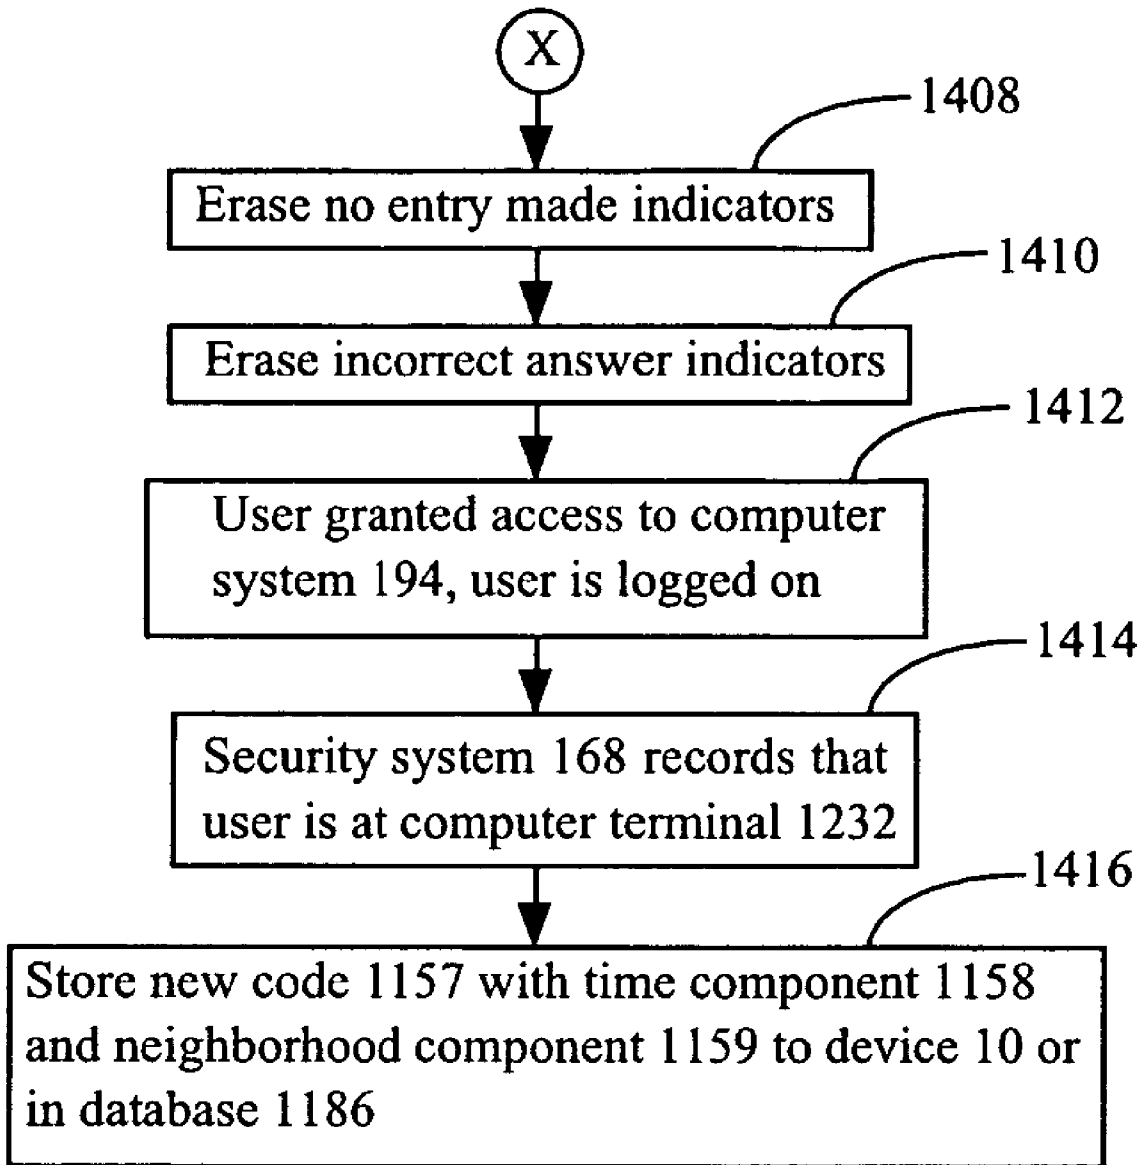 X
1408
Erase no entry made indicators
1410
Erase incorrect answer indicators
1412
User granted access to computer
system 194, user is logged on
1414
Security system 168 records that
user is at computer terminal 1232
1416
Store new code 1157 with time component 1158
and neighborhood component 1159 to device 10 or
in database 1186